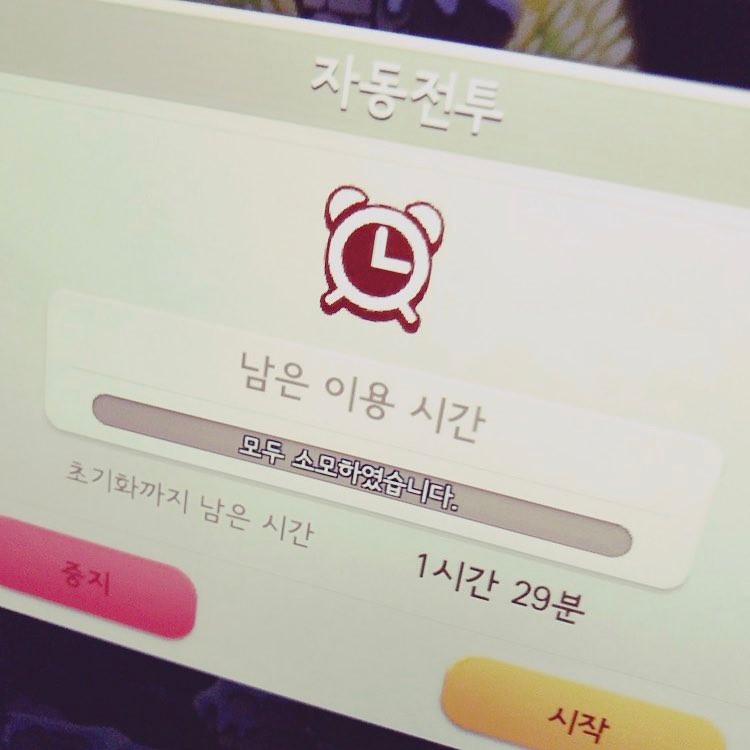 자동전투
남은 이용 시간
모두 소모하였습니다.
초기화까지 남은 시간
1시간 29분
중지
시작